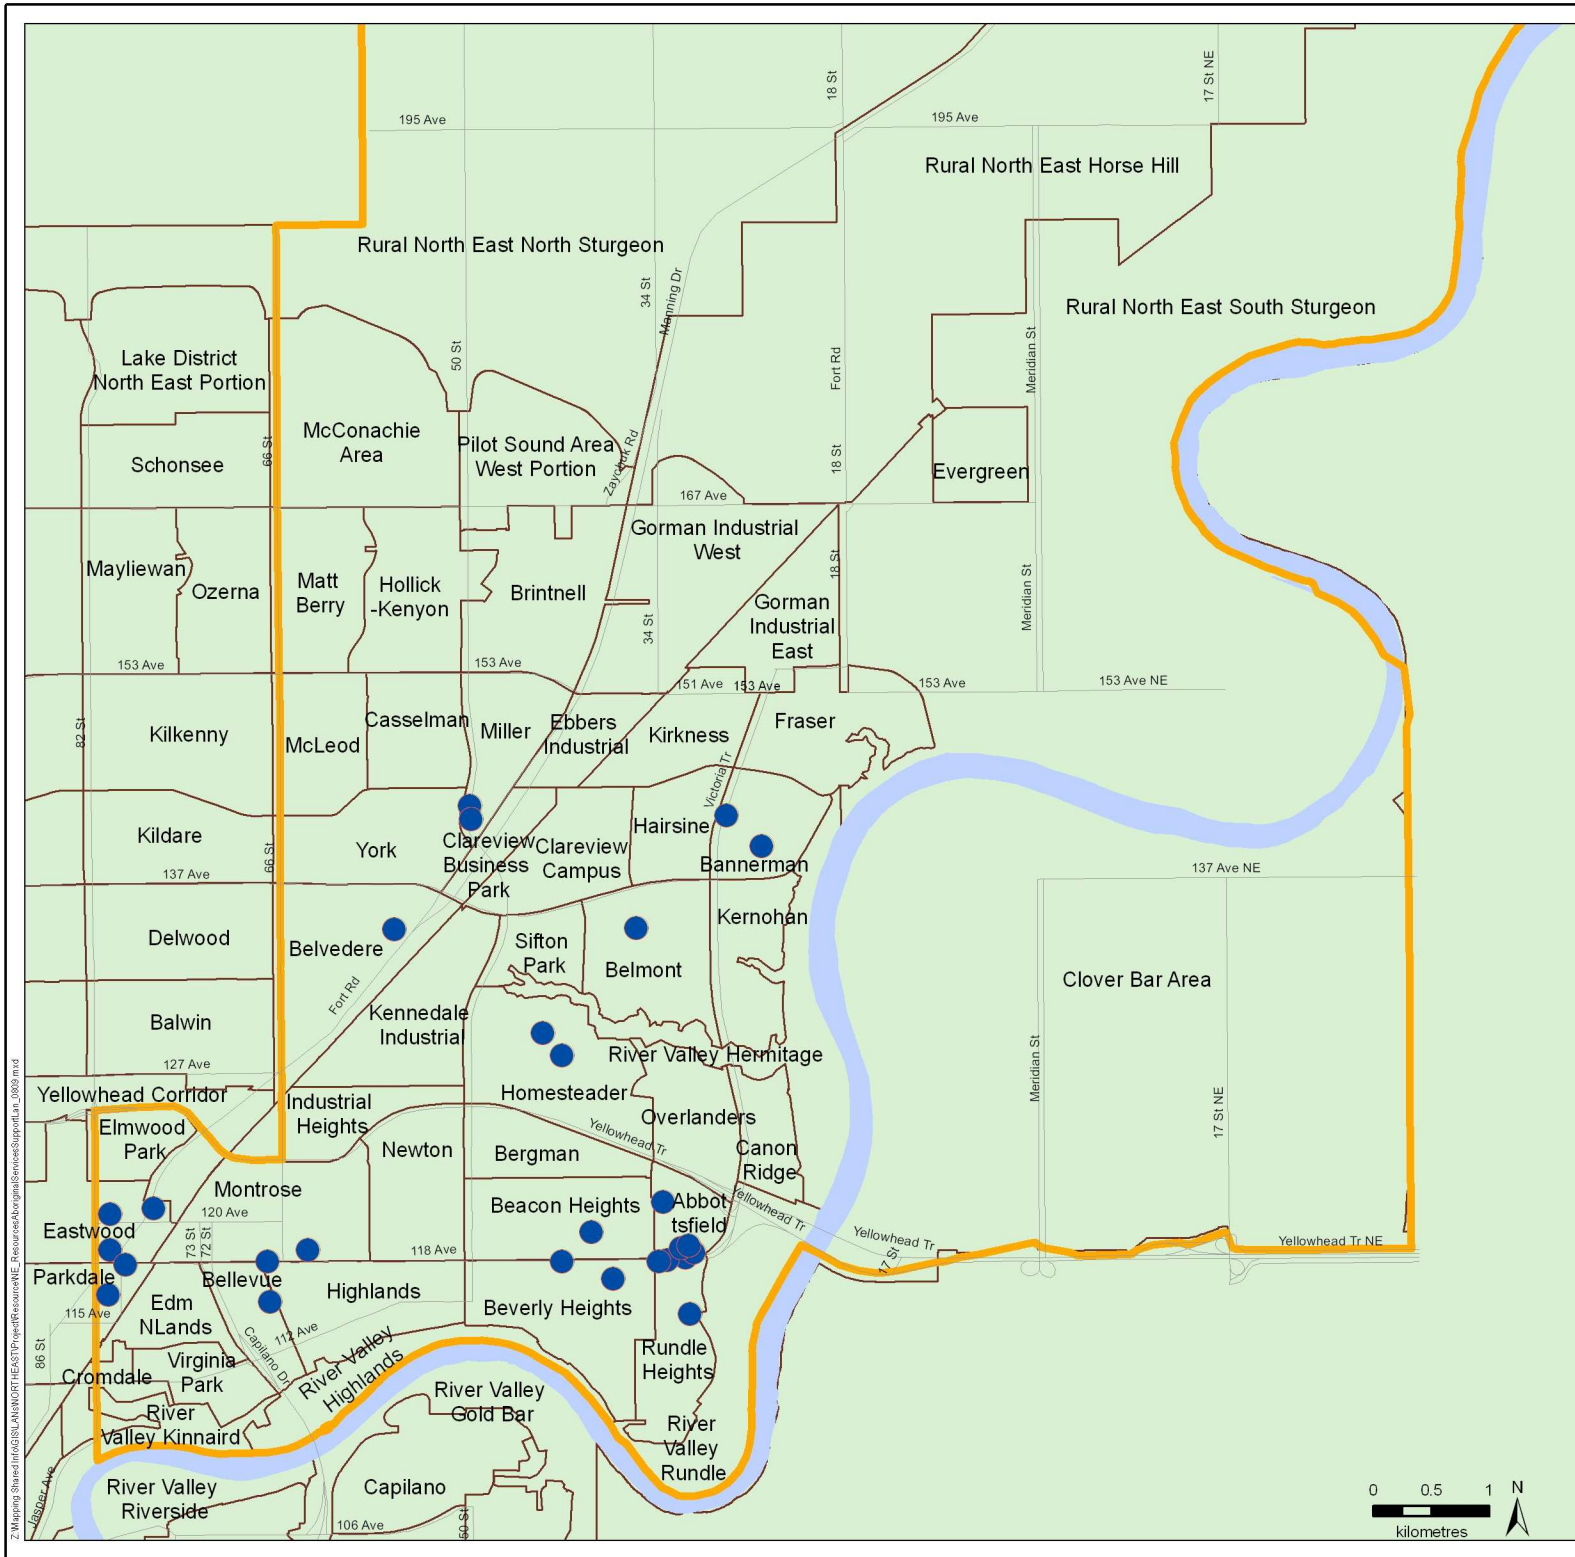 17 St NE
18 St
195 Ave
195 Ave
Rural North East Horse Hill
Rural North East North Sturgeon
34 St
Manning Dr
Rural North East South Sturgeon
50 St
Fort Rd
Meridian St
Lake District
North East Portion
McConachie
Area
Pilot Sound Area
West Portion
Zaychuk Rd
66 St
Schonsee
18 St
Evergreen
167 Ave
Gorman Industrial
West
Mayliewan
Ozerna
Matt
Berry
Hollick
-Kenyon
Brintnell
18 St
Meridian St
34 St
Gorman
Industrial
East
153 Ave
153 Ave
151 Ave
153 Ave
153 Ave
153 Ave NE
82 St
Kilkenny
McLeod
Casselman
Miller
Ebbers
Industrial
Kirkness
Fraser
Victoria Tr
Kildare
66 St
York
Clareview
Business
Park
Clareview
Campus
Hairsine
Bannerman
137 Ave
137 Ave NE
Delwood
Belvedere
Sifton
Park
Belmont
Kernohan
Clover Bar Area
Fort Rd
Balwin
Kennedale
Industrial
127 Ave
River Valley Hermitage
Meridian St
17 St NE
Yellowhead Corridor
Homesteader
Industrial
Heights
Elmwood
Park
Overlanders
Newton
Bergman
Yellowhead Tr
Canon
Ridge
Montrose
Beacon Heights
Abbot
tsfield
Yellowhead Tr
Yellowhead Tr
Yellowhead Tr NE
17 St
120 Ave
Eastwood
73 St
72 St
118 Ave
Parkdale
Bellevue
Highlands
Beverly Heights
115 Ave
Edm
NLands
112 Ave
Capilano Dr
86 St
Cromdale
Virginia
Park
River Valley
Highlands
Rundle
Heights
River
Valley Kinnaird
River Valley
Gold Bar
River
Valley
Rundle
Jasper Ave
River Valley
Riverside
Capilano
106 Ave
50 St
0 0.5 1
kilometres
N
Z:\Mapping Shared Info\GIS\LANs\NORTHEAST\Project\Resource\NE_ResourcesAboriginalServicesSupportLan_0809.mxd